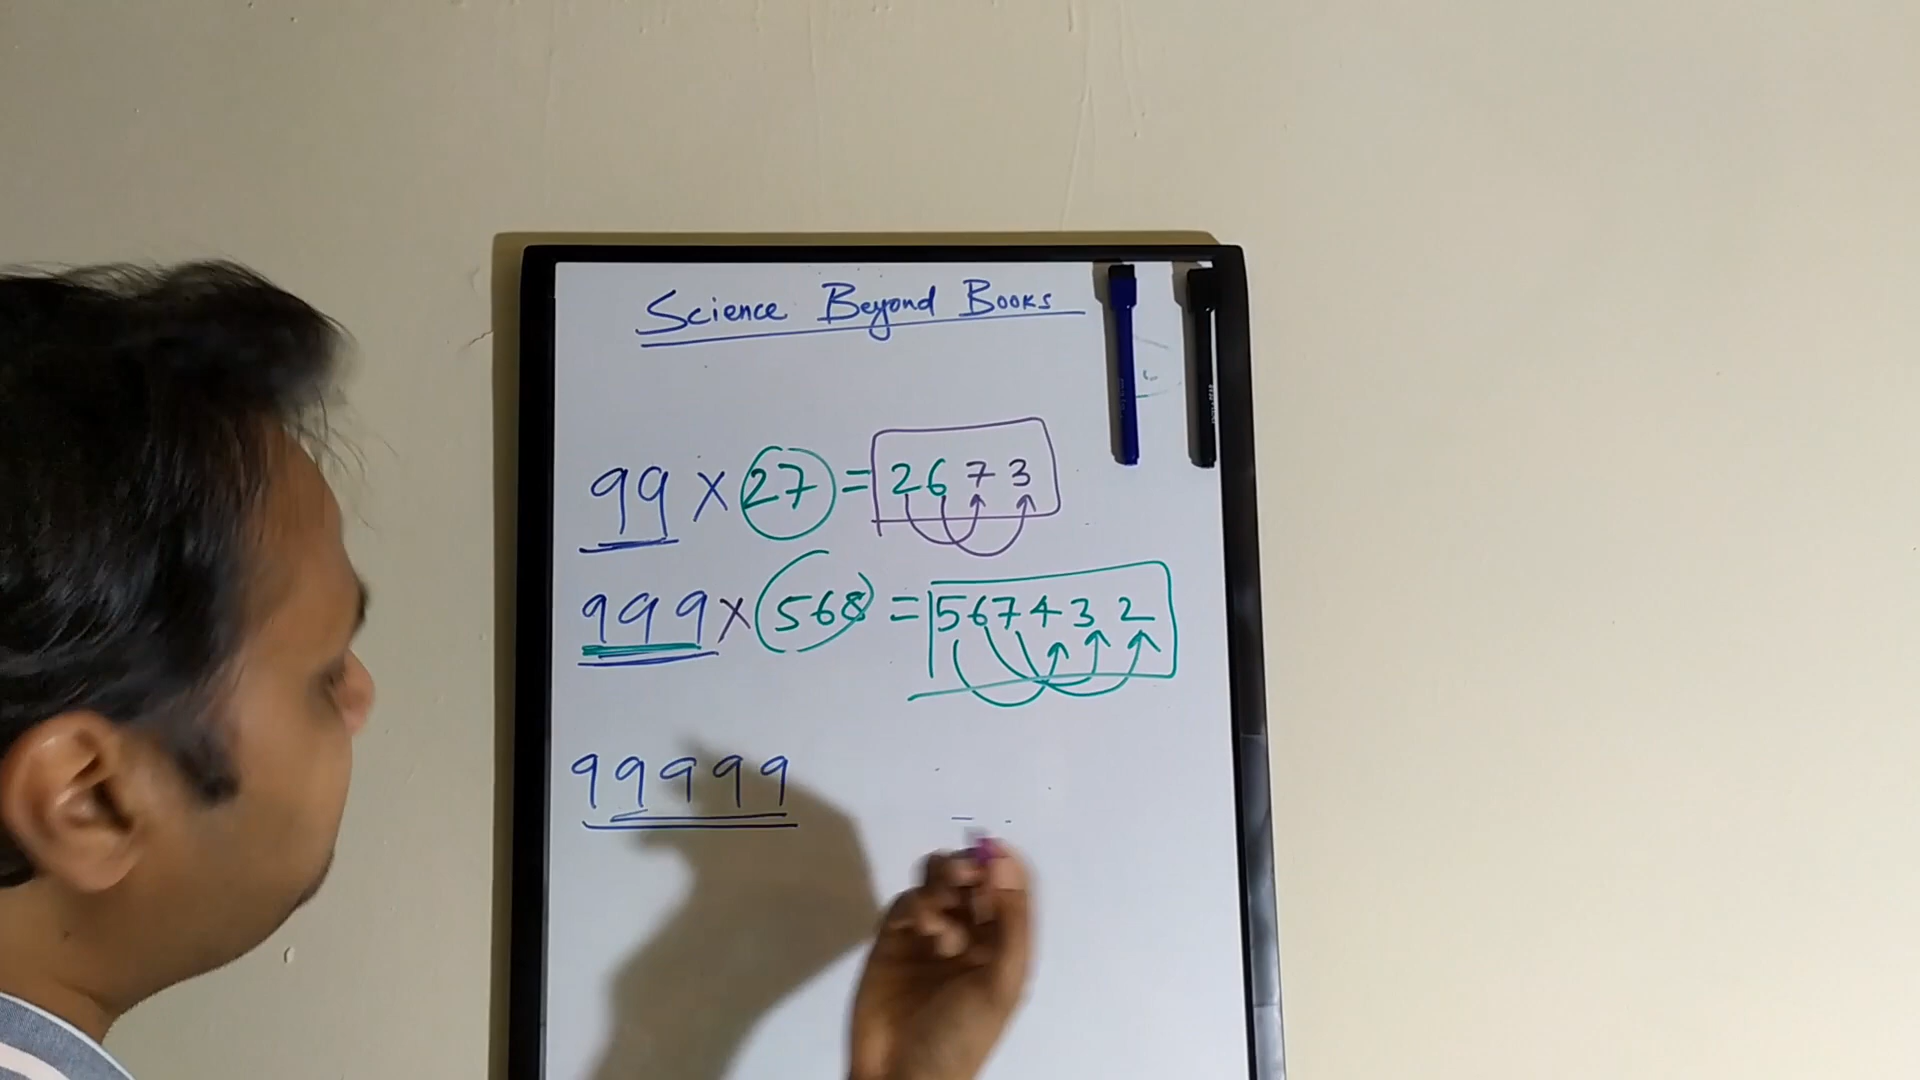 Science Beyond Books
99 × 27 = 2673
999 × 568 = 567432
99999